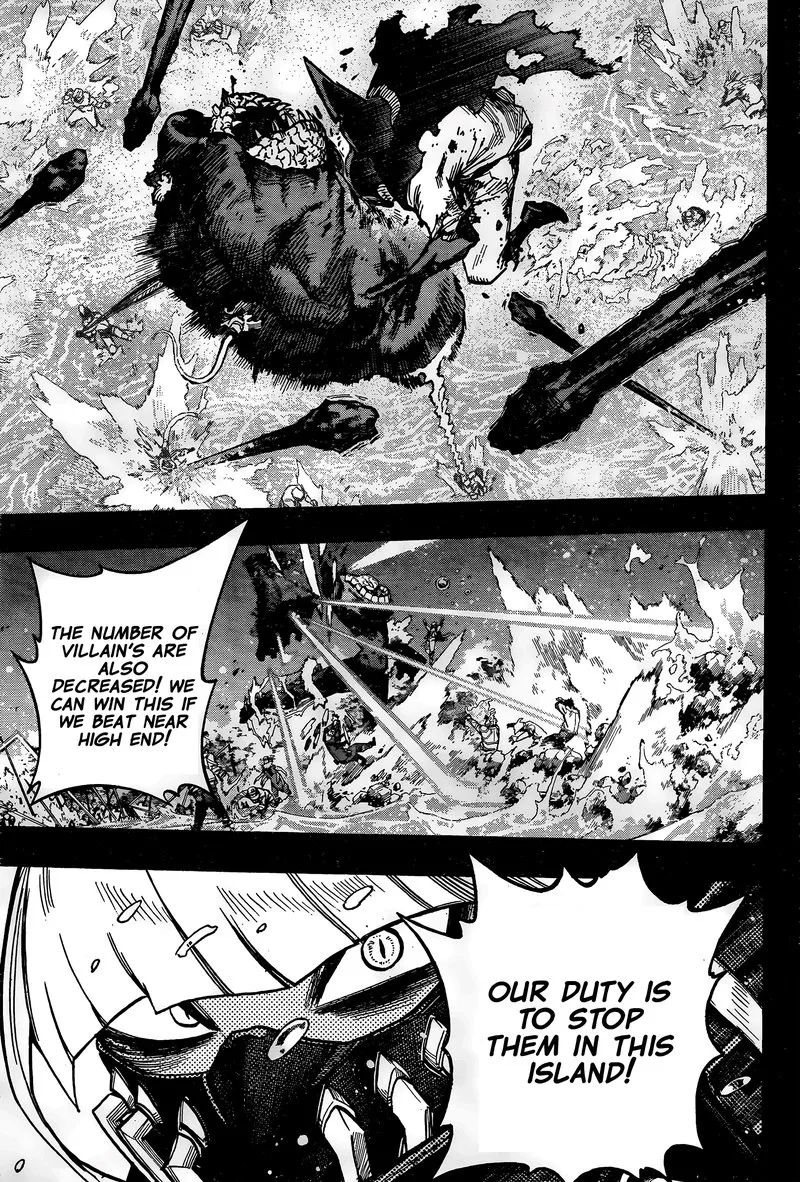 THE NUMBER OF
VILLAIN'S ARE
ALSO
DECREASED! WE
CAN WIN THIS IF
WE BEAT NEAR
HIGH END!
OUR DUTY IS
TO STOP
THEM IN THIS
ISLAND!